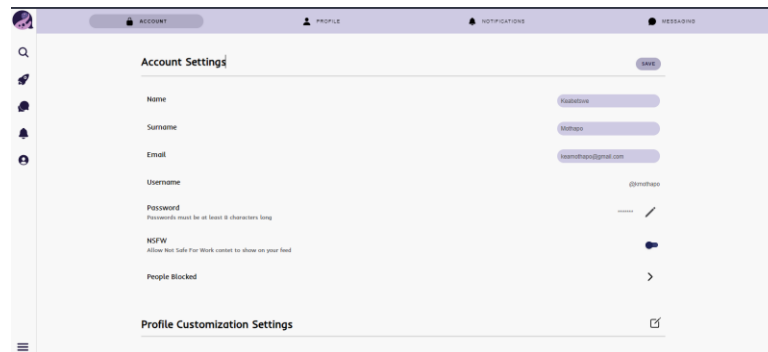 ACCOUNT
PROFILE
NOTIFICATIONS
MESSAGING
Account Settings
SAVE
Name
Surname
Mothapo
Email
keamothapo@gmail.com
Username
@kmothapo
Password
Passwords must be at least 8 characters long
NSFW
Allow Not Safe For Work contet to show on your feed
People Blocked
Profile Customization Settings